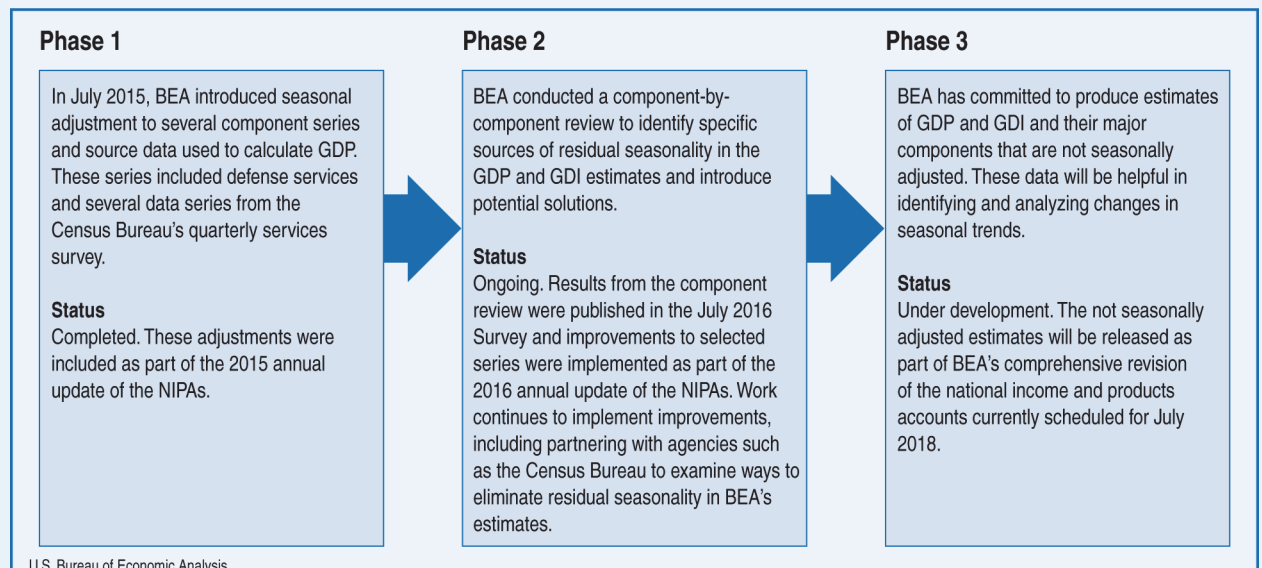 Phase 1
In July 2015, BEA introduced seasonal
adjustment to several component series
and source data used to calculate GDP.
These series included defense services
and several data series from the
Census Bureau's quarterly services
survey.
Status
Completed. These adjustments were
included as part of the 2015 annual
update of the NIPAs.
Phase 2
BEA conducted a component-by-
component review to identify specific
sources of residual seasonality in the
GDP and GDI estimates and introduce
potential solutions.
Status
Ongoing. Results from the component
review were published in the July 2016
Survey and improvements to selected
series were implemented as part of the
2016 annual update of the NIPAs. Work
continues to implement improvements,
including partnering with agencies such
as the Census Bureau to examine ways to
eliminate residual seasonality in BEA's
estimates.
Phase 3
BEA has committed to produce estimates
of GDP and GDI and their major
components that are not seasonally
adjusted. These data will be helpful in
identifying and analyzing changes in
seasonal trends.
Status
Under development. The not seasonally
adjusted estimates will be released as
part of BEA's comprehensive revision
of the national income and products
accounts currently scheduled for July
2018.
U.S. Bureau of Economic Analysis